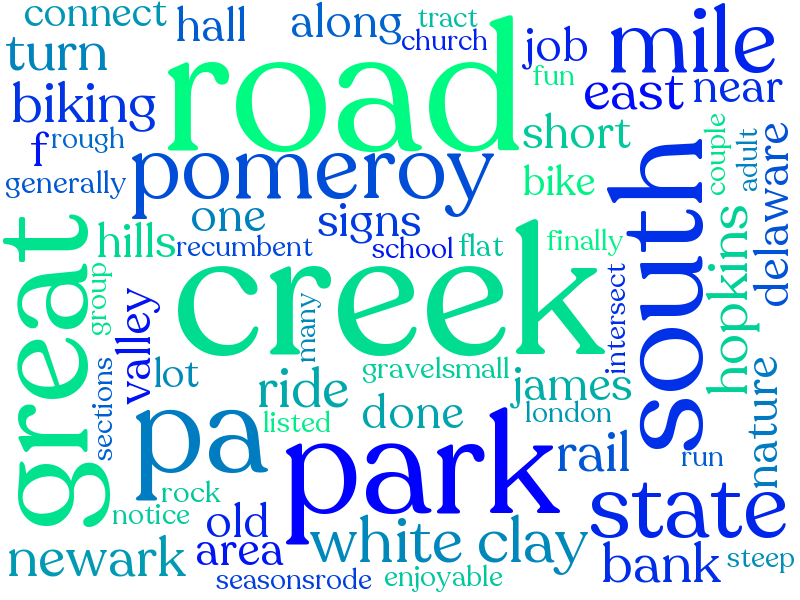 connect
hall
along
tract
church
job
mile
turn
road
fun
east
near
biking
f
rough
short
couple
adult
generally
pomeroy
bike
delaware
one
signs
south
great
hills
recumbent
school
flat
finally
hopkins
group
creek
many
intersect
valley
lot
gravelsmall
ride
james
nature
sections
pa
listed
done
london
park
rail
run
rock
notice
old
state
white clay
newark
area
bank
steep
seasonsrode
enjoyable